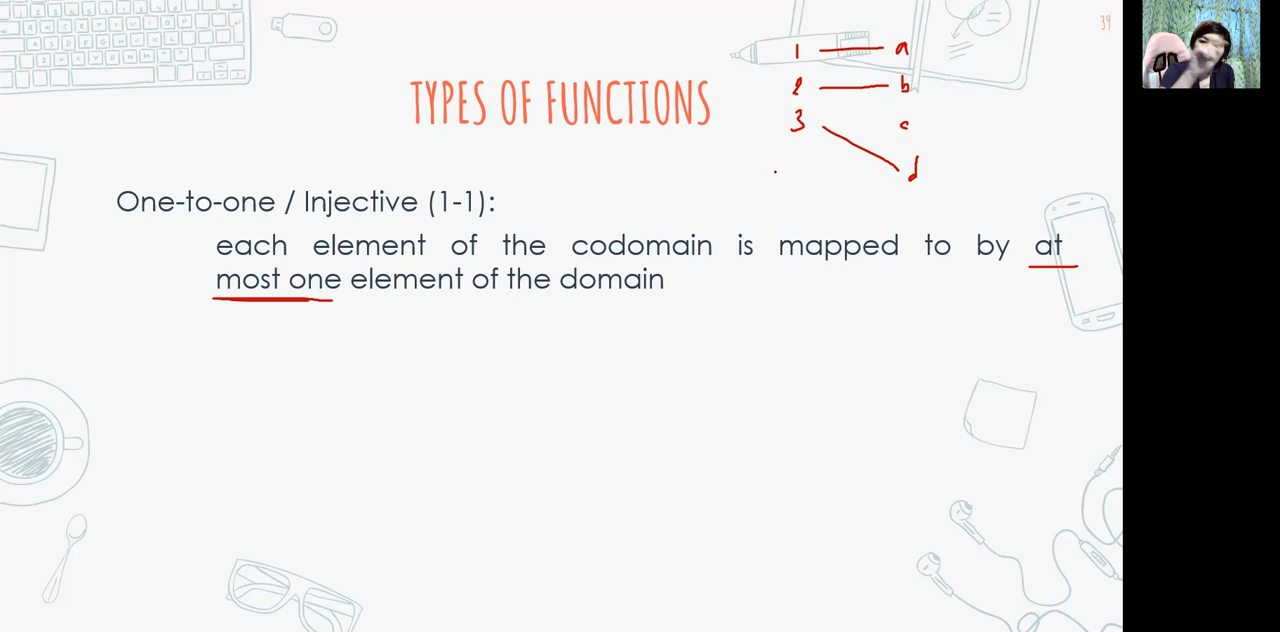 39
1 a
2 b
3 c
d
TYPES OF FUNCTIONS
One-to-one / Injective (1-1):
each element of the codomain is mapped to by at
most one element of the domain